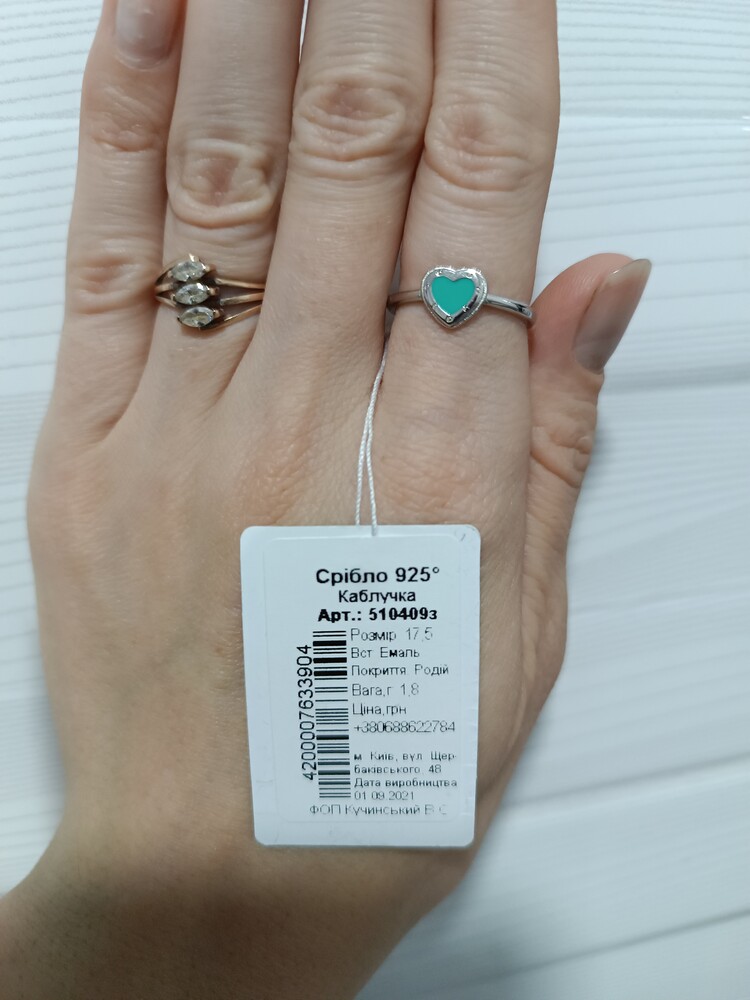 Срібло 925°
Каблучка
Арт.: 510409з
Розмір 17,5
Вст Емаль
Покриття Родій
Вага,г 1,8
Ціна,грн
+380688622784
м Київ, вул Щер-
баківського, 48
Дата виробництва
01 09 2021
ФОП Кучинський В Є
4200007633904